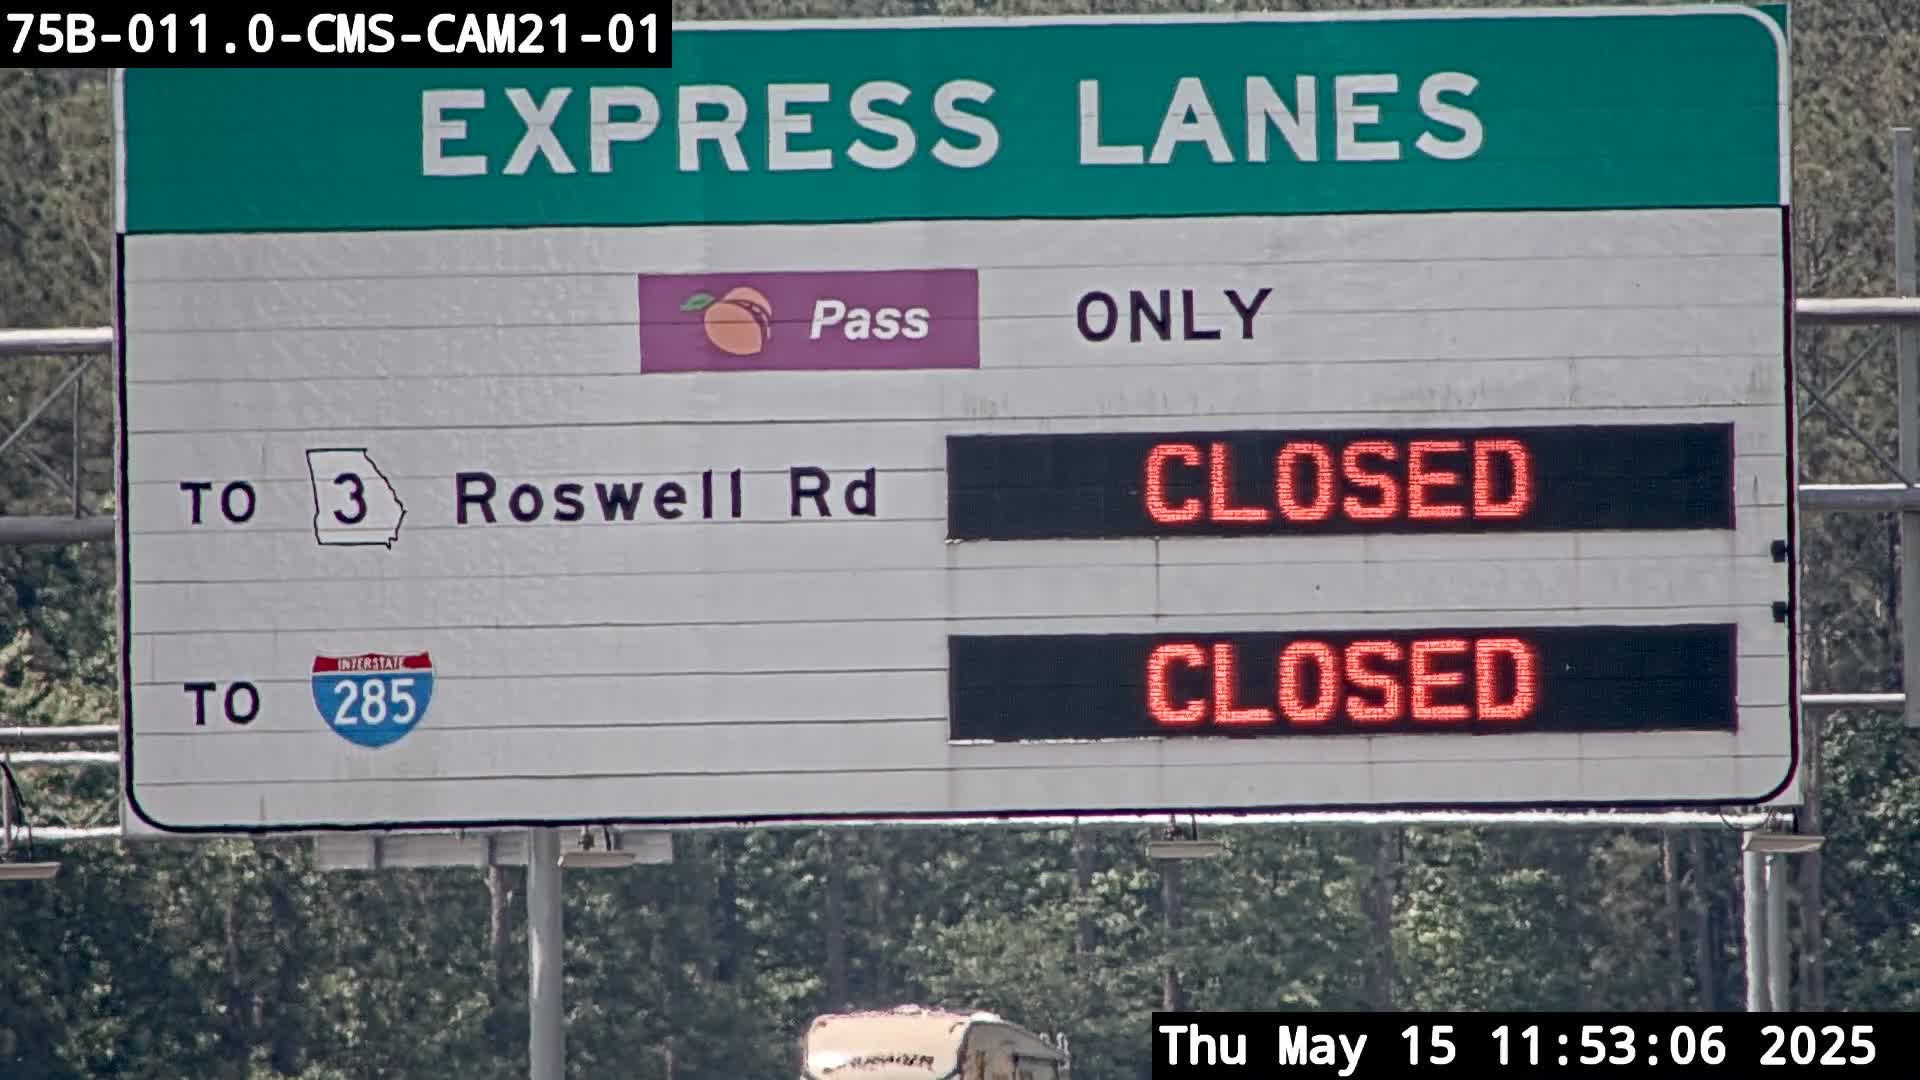 75B-011.0-CMS-CAM21-01
EXPRESS LANES
Pass ONLY
TO 3 Roswell Rd CLOSED
INTERSTATE
TO 285 CLOSED
Thu May 15 11:53:06 2025